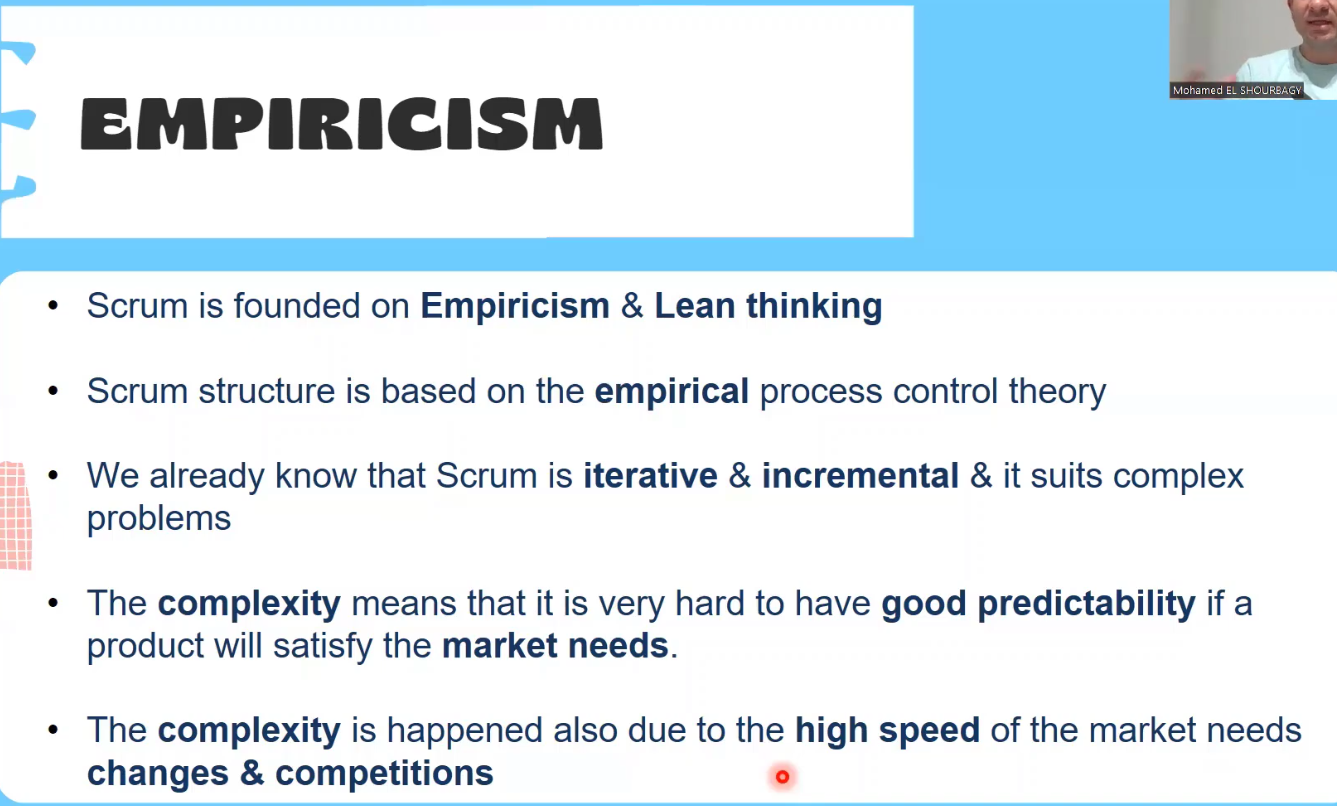 Mohamed EL SHOURBAGY
EMPIRICISM
• Scrum is founded on Empiricism & Lean thinking
• Scrum structure is based on the empirical process control theory
• We already know that Scrum is iterative & incremental & it suits complex
problems
• The complexity means that it is very hard to have good predictability if a
product will satisfy the market needs.
• The complexity is happened also due to the high speed of the market needs
changes & competitions